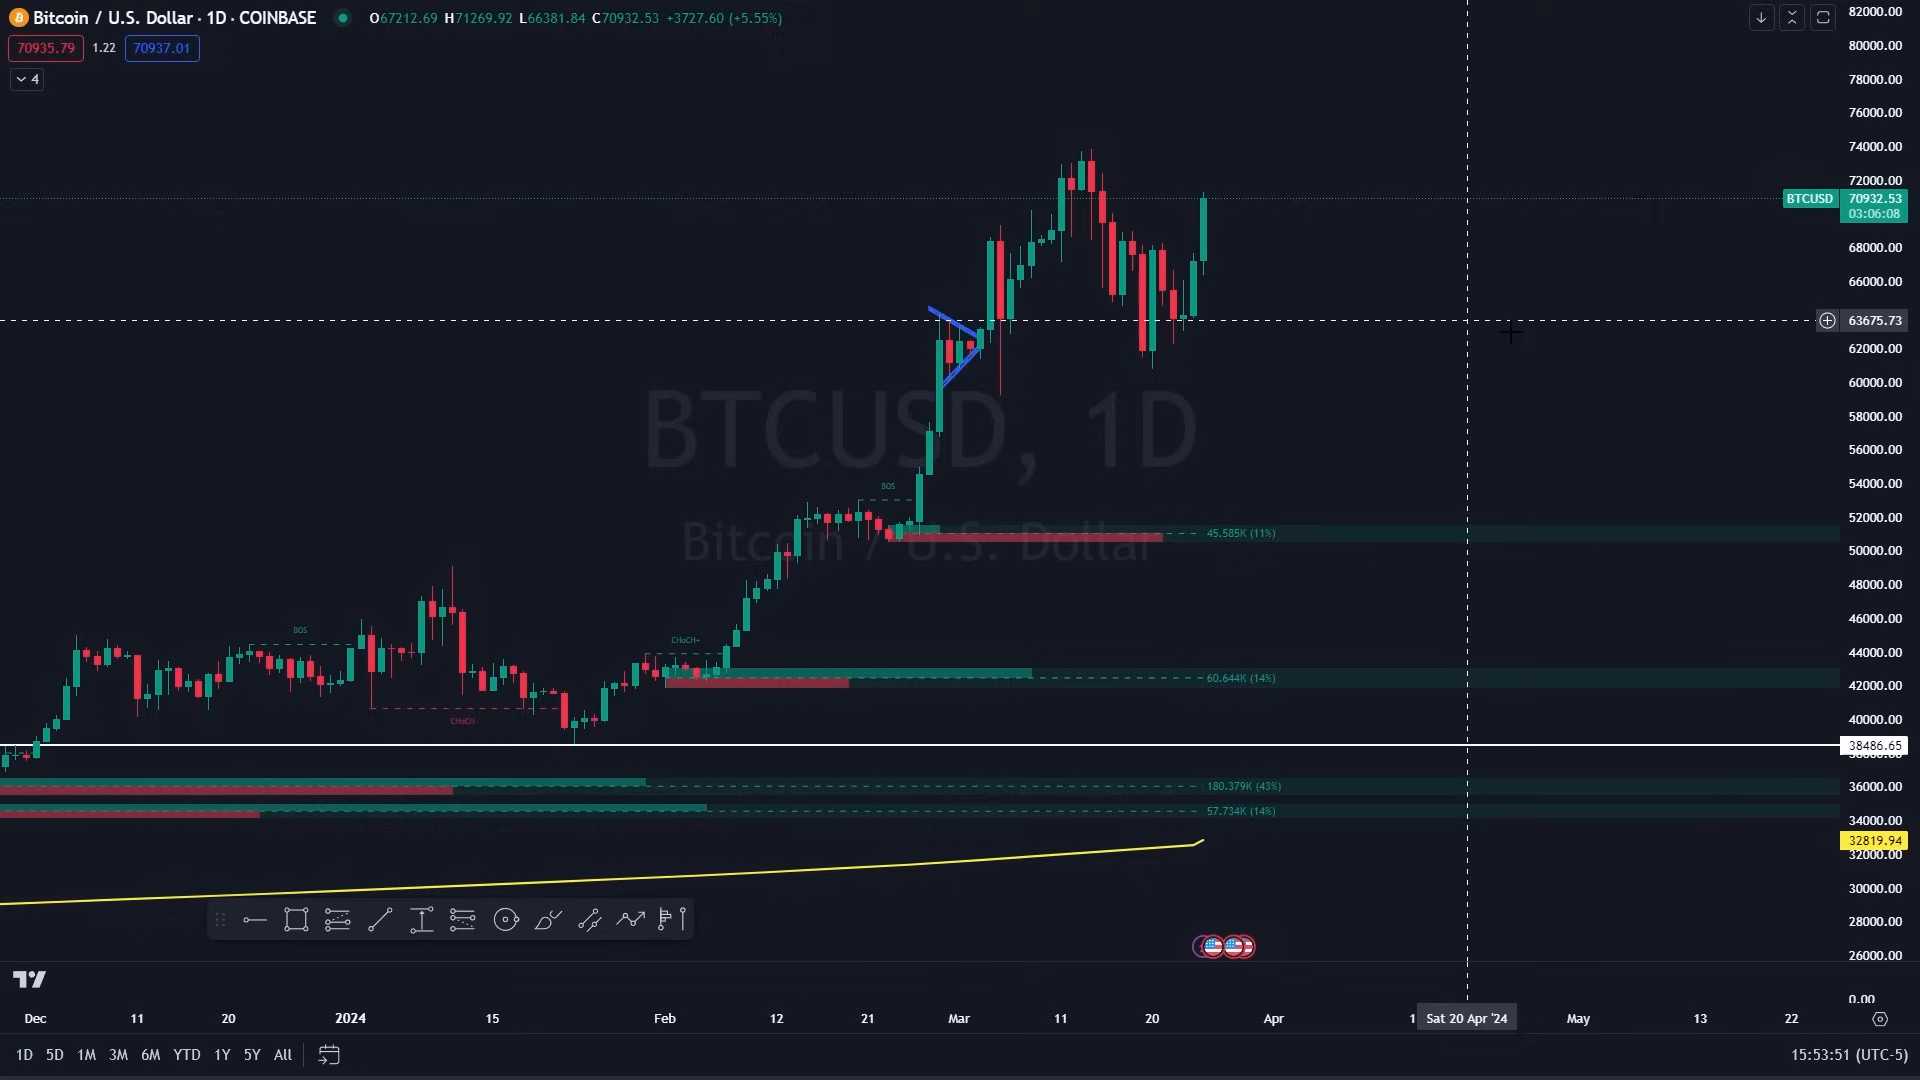 Bitcoin / U.S. Dollar · 1D · COINBASE O67212.69 H71269.92 L66381.84 C70932.53 +3727.60 (+5.55%)
70935.79 1.22 70937.01
4
82000.00
80000.00
78000.00
76000.00
74000.00
72000.00
BTCUSD 70932.53
03:06:08
68000.00
66000.00
63675.73
62000.00
60000.00
58000.00
56000.00
54000.00
52000.00
50000.00
48000.00
46000.00
44000.00
42000.00
40000.00
38486.65
36000.00
34000.00
32819.94
32000.00
30000.00
28000.00
26000.00
0.00
BTCUSD, 1D
Bitcoin / U.S. Dollar
BOS
45.585K (11%)
BOS
CHoCH+
60.644K (14%)
CHoCH
180.379K (43%)
57.734K (14%)
Dec 11 20 2024 15 Feb 12 21 Mar 11 20 Apr Sat 20 Apr '24 May 13 22
1D 5D 1M 3M 6M YTD 1Y 5Y All
15:53:51 (UTC-5)